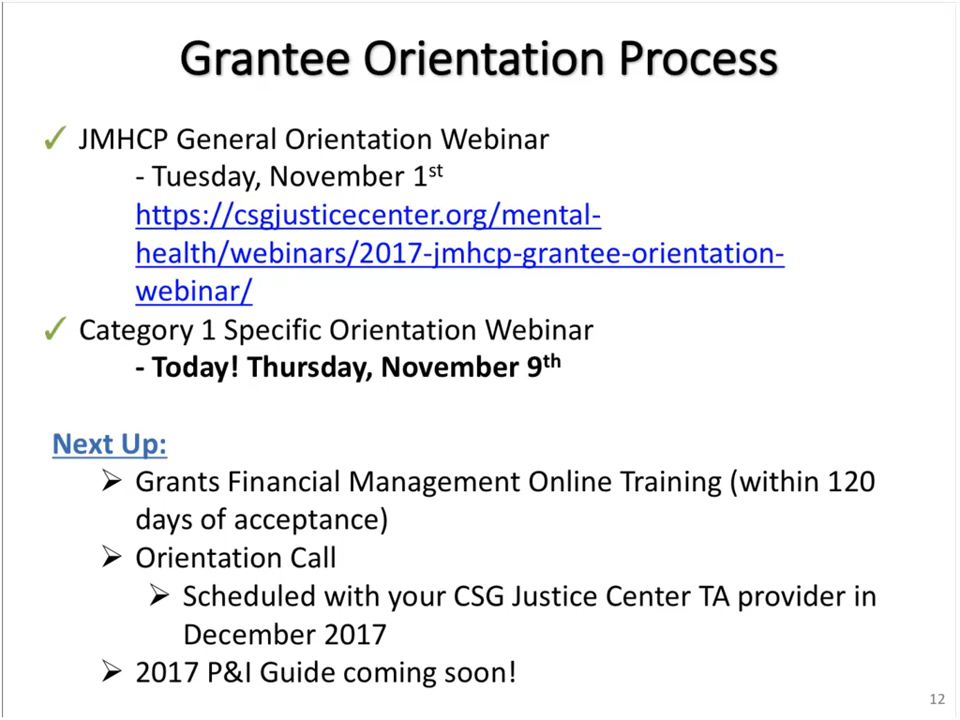 Grantee Orientation Process
✓ JMHCP General Orientation Webinar
- Tuesday, November 1st
https://csgjusticecenter.org/mental-
health/webinars/2017-jmhcp-grantee-orientation-
webinar/
✓ Category 1 Specific Orientation Webinar
- Today! Thursday, November 9th
Next Up:
➢ Grants Financial Management Online Training (within 120
days of acceptance)
➢ Orientation Call
➢ Scheduled with your CSG Justice Center TA provider in
December 2017
➢ 2017 P&I Guide coming soon!
12